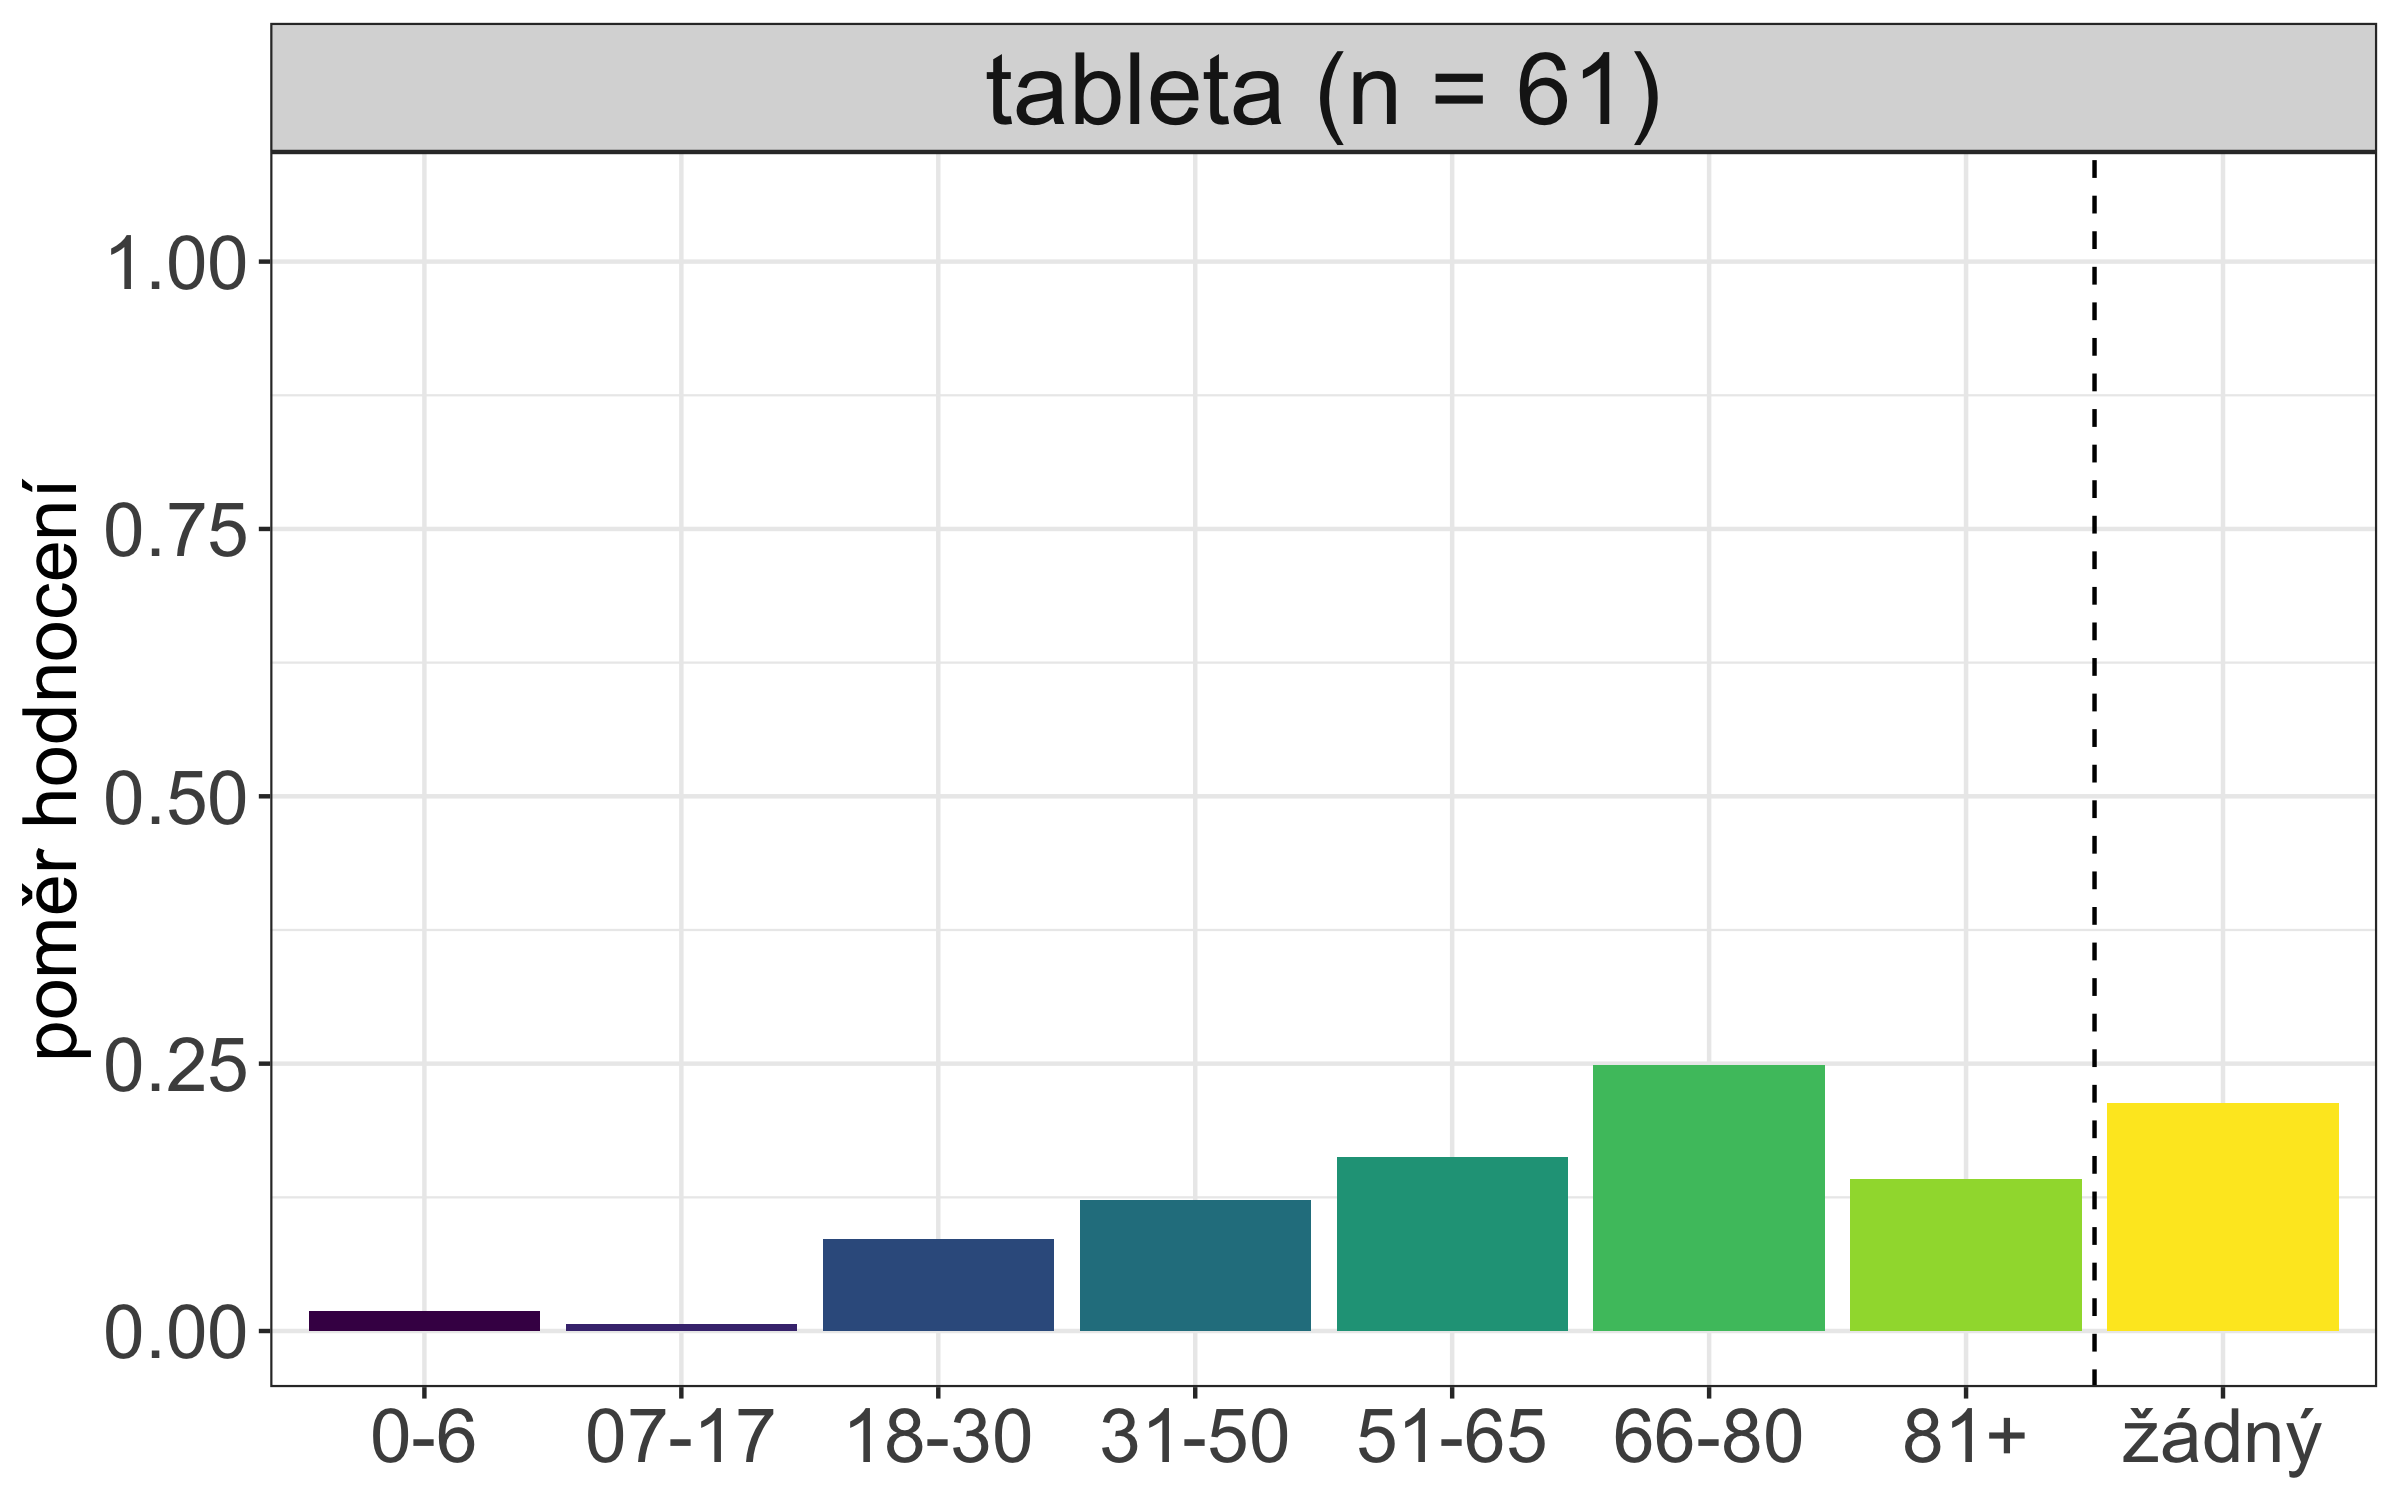 tableta (n = 61)
poměr hodnocení
1.00
0.75
0.50
0.25
0.00
0-6 07-17 18-30 31-50 51-65 66-80 81+ žádný